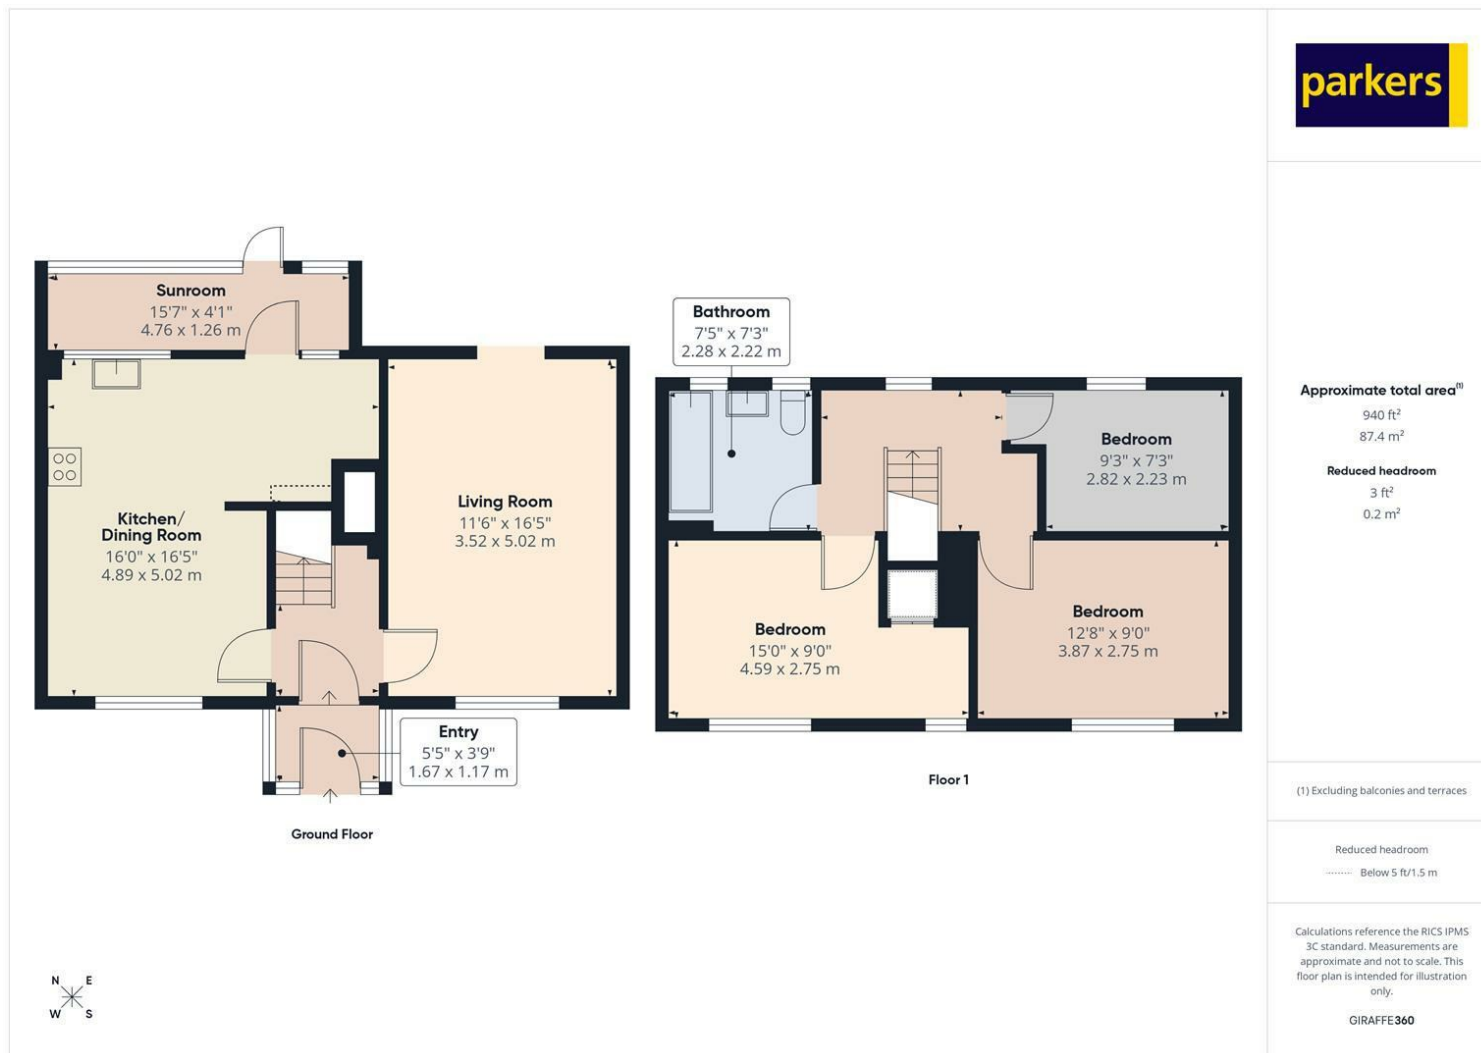 parkers
Sunroom
15'7" x 4'1"
4.76 x 1.26 m
Kitchen/
Dining Room
16'0" x 16'5"
4.89 x 5.02 m
Living Room
11'6" x 16'5"
3.52 x 5.02 m
Entry
5'5" x 3'9"
1.67 x 1.17 m
Ground Floor
Bathroom
7'5" x 7'3"
2.28 x 2.22 m
Bedroom
9'3" x 7'3"
2.82 x 2.23 m
Bedroom
15'0" x 9'0"
4.59 x 2.75 m
Bedroom
12'8" x 9'0"
3.87 x 2.75 m
Floor 1
N E
W S
Approximate total area⁽¹⁾
940 ft²
87.4 m²
Reduced headroom
3 ft²
0.2 m²
(1) Excluding balconies and terraces
Reduced headroom
Below 5 ft/1.5 m
Calculations reference the RICS IPMS
3C standard. Measurements are
approximate and not to scale. This
floor plan is intended for illustration
only.
GIRAFFE360